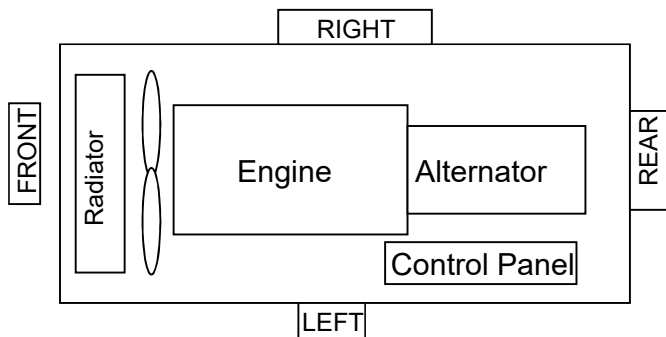 RIGHT
FRONT
Radiator
Engine
Alternator
REAR
Control Panel
LEFT